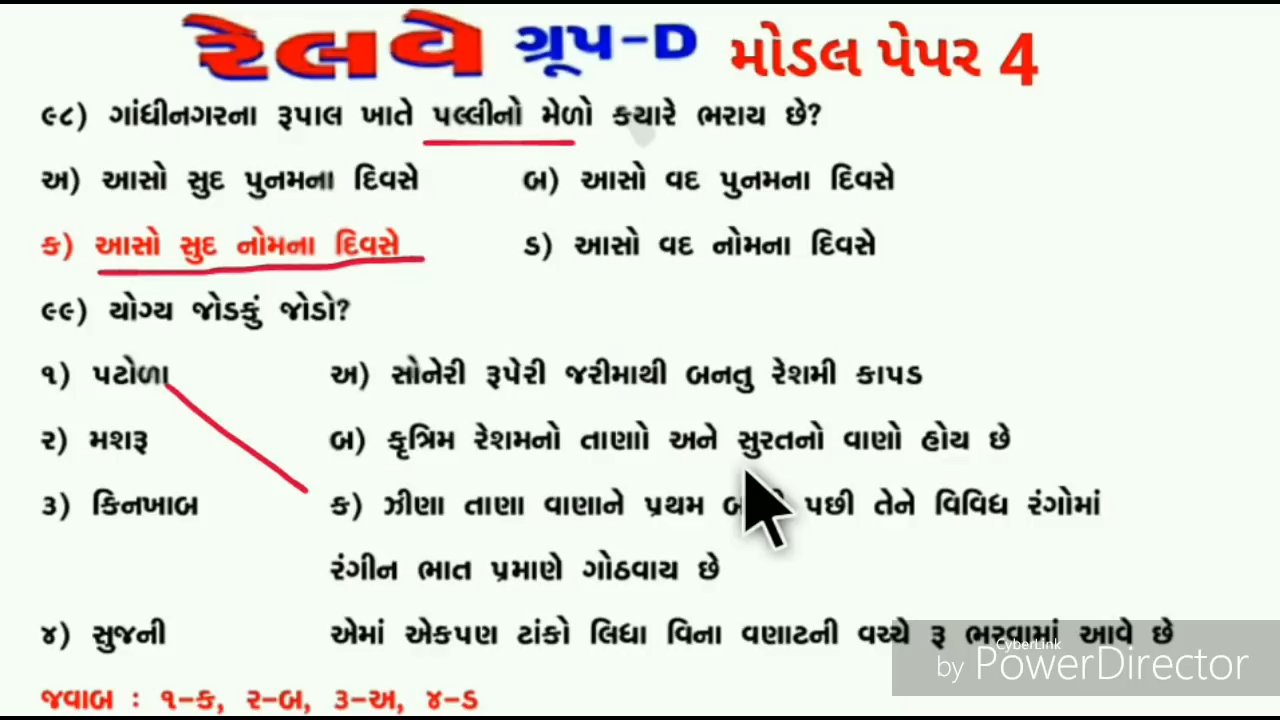 રેલવે ગ્રૂપ-D મોડલ પેપર 4
૯૮) ગાંધીનગરના રૂપાલ ખાતે પલ્લીનો મેળો કયારે ભરાય છે?
અ) આસો સુદ પુનમના દિવસે બ) આસો વદ પુનમના દિવસે
ક) આસો સુદ નોમના દિવસે ડ) આસો વદ નોમના દિવસે
૯૯) યોગ્ય જોડકું જોડો?
૧) પટોળા અ) સોનેરી રૂપેરી જરીમાથી બનતુ રેશમી કાપડ
ર) મશરૂ બ) કૃત્રિમ રેશમનો તાણો અને સુરતનો વાણો હોય છે
૩) કિનખાબ ક) ઝીણા તાણા વાણાને પ્રથમ પછી તેને વિવિધ રંગોમાં
રંગીન ભાત પ્રમાણે ગોઠવાય છે
૪) સુજની એમાં એકપણ ટાંકો લિધા વિના વણાટની વચ્ચે રૂ ભરવામાં આવે છે
CyberLink
by PowerDirector
જવાબ : ૧-ક, ર-બ, ૩-અ, ૪-ડ